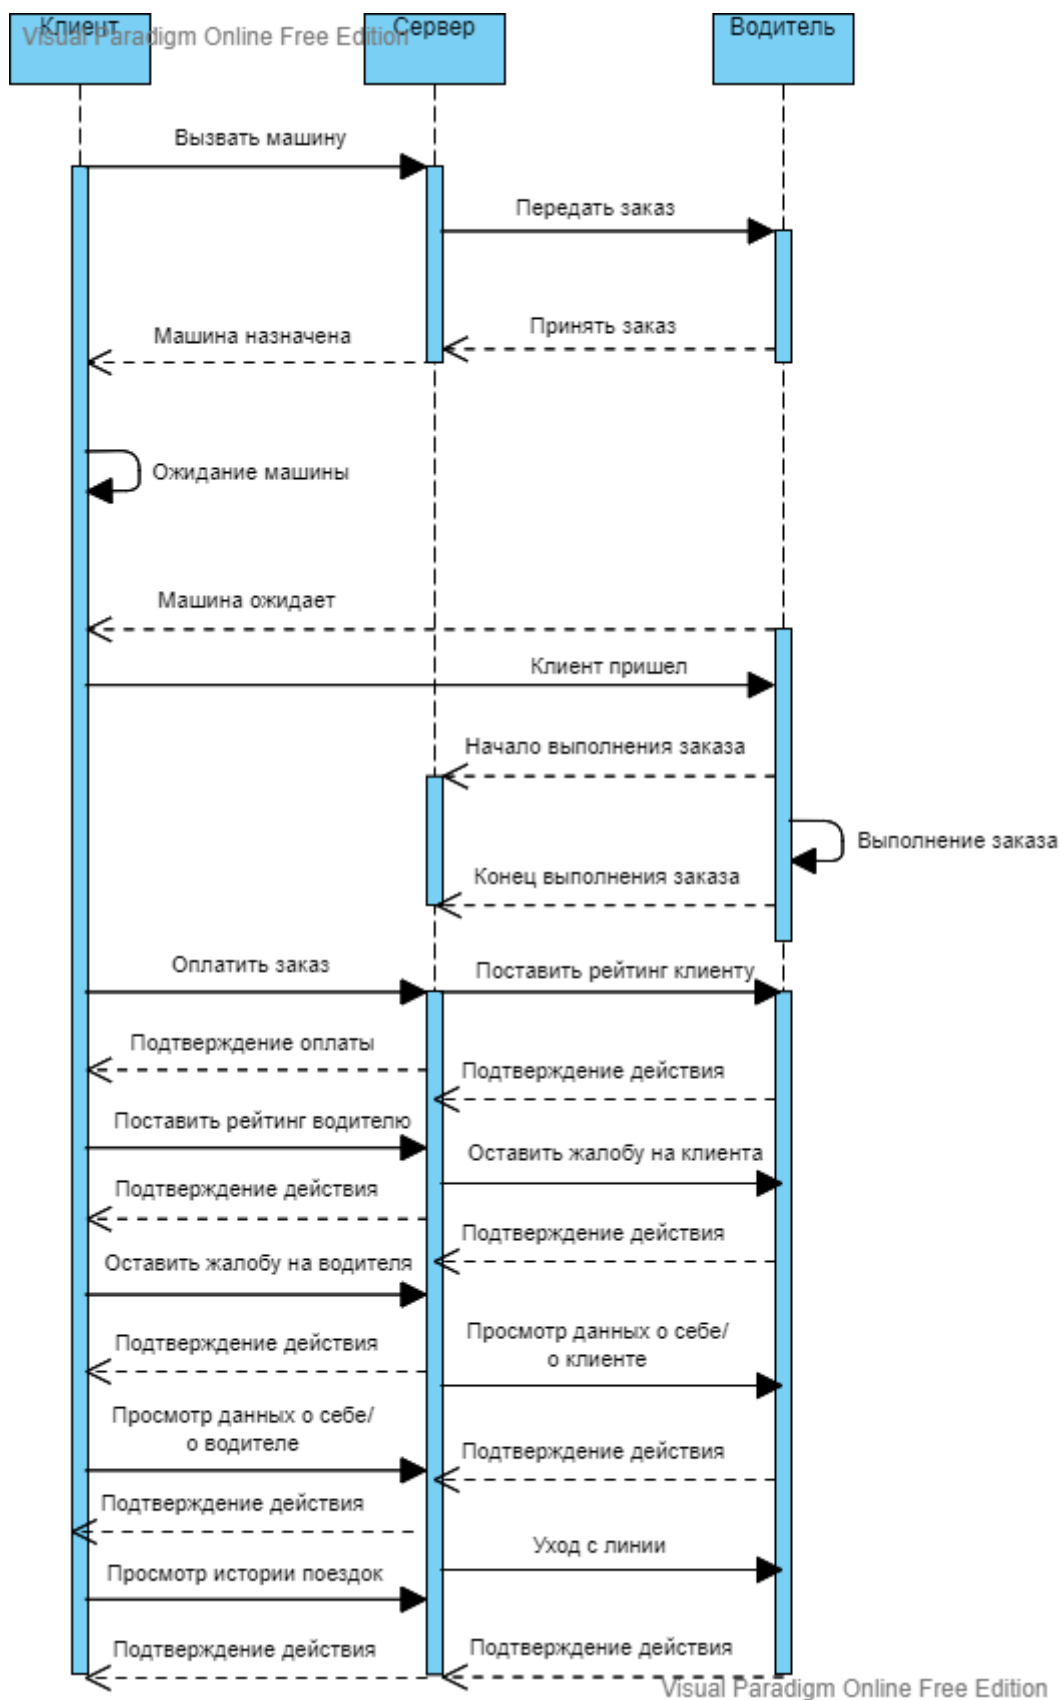 Клиент
Visual Paradigm Online Free Edition
Сервер
Водитель
Вызвать машину
Передать заказ
Принять заказ
Машина назначена
Ожидание машины
Машина ожидает
Клиент пришел
Начало выполнения заказа
Выполнение заказа
Конец выполнения заказа
Оплатить заказ
Поставить рейтинг клиенту
Подтверждение оплаты
Подтверждение действия
Поставить рейтинг водителю
Оставить жалобу на клиента
Подтверждение действия
Подтверждение действия
Оставить жалобу на водителя
Просмотр данных о себе/
о клиенте
Подтверждение действия
Просмотр данных о себе/
о водителе
Подтверждение действия
Подтверждение действия
Уход с линии
Просмотр истории поездок
Подтверждение действия
Подтверждение действия
Visual Paradigm Online Free Edition